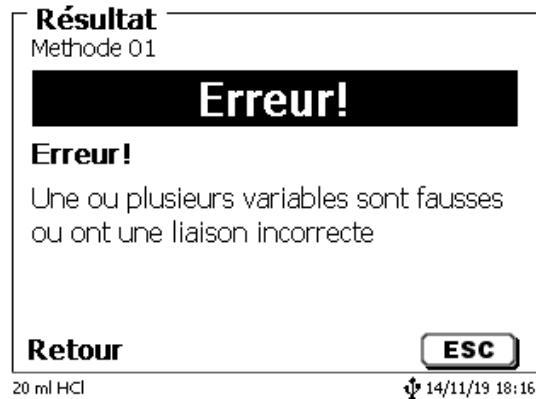 Résultat
Methode 01
Erreur!
Erreur!
Une ou plusieurs variables sont fausses
ou ont une liaison incorrecte
Retour ESC
20 ml HCl 14/11/19 18:16